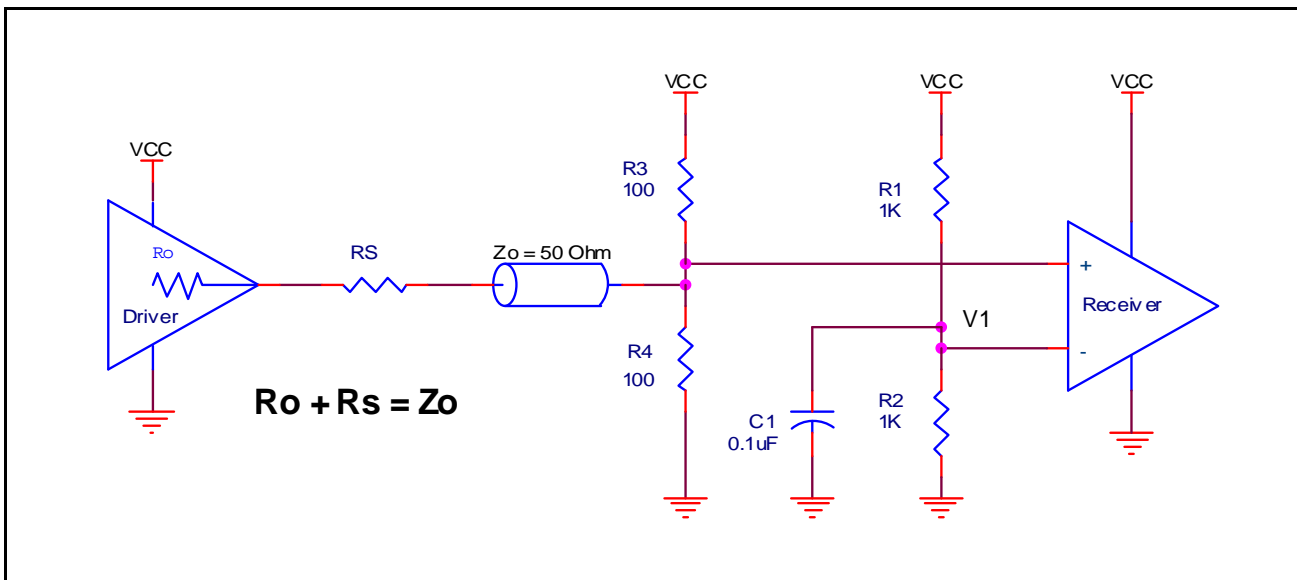 VCC
VCC
VCC
VCC
R3
100
R1
1K
Ro
RS
Zo = 50 Ohm
+
Driver
Receiver
V1
R4
100
-
Ro + Rs = Zo
R2
1K
C1
0.1uF